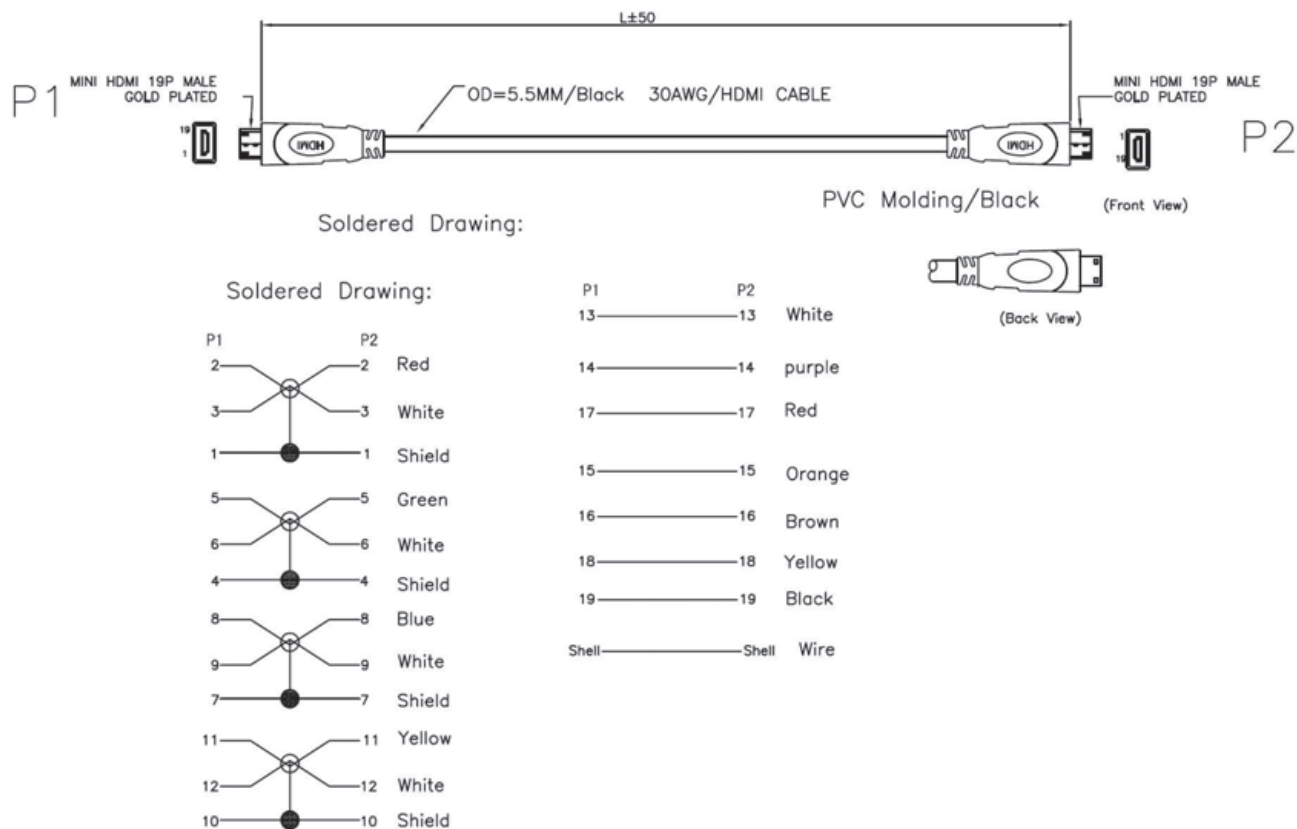 L±50
P1
MINI HDMI 19P MALE
GOLD PLATED
OD=5.5MM/Black 30AWG/HDMI CABLE
MINI HDMI 19P MALE
GOLD PLATED
P2
19
1
HDMI
HDMI
1
19
PVC Molding/Black
(Front View)
Soldered Drawing:
(Back View)
Soldered Drawing:
P1 P2
2 2 Red
3 3 White
1 1 Shield
5 5 Green
6 6 White
4 4 Shield
8 8 Blue
9 9 White
7 7 Shield
11 11 Yellow
12 12 White
10 10 Shield
P1 P2
13 13 White
14 14 purple
17 17 Red
15 15 Orange
16 16 Brown
18 18 Yellow
19 19 Black
Shell Shell Wire